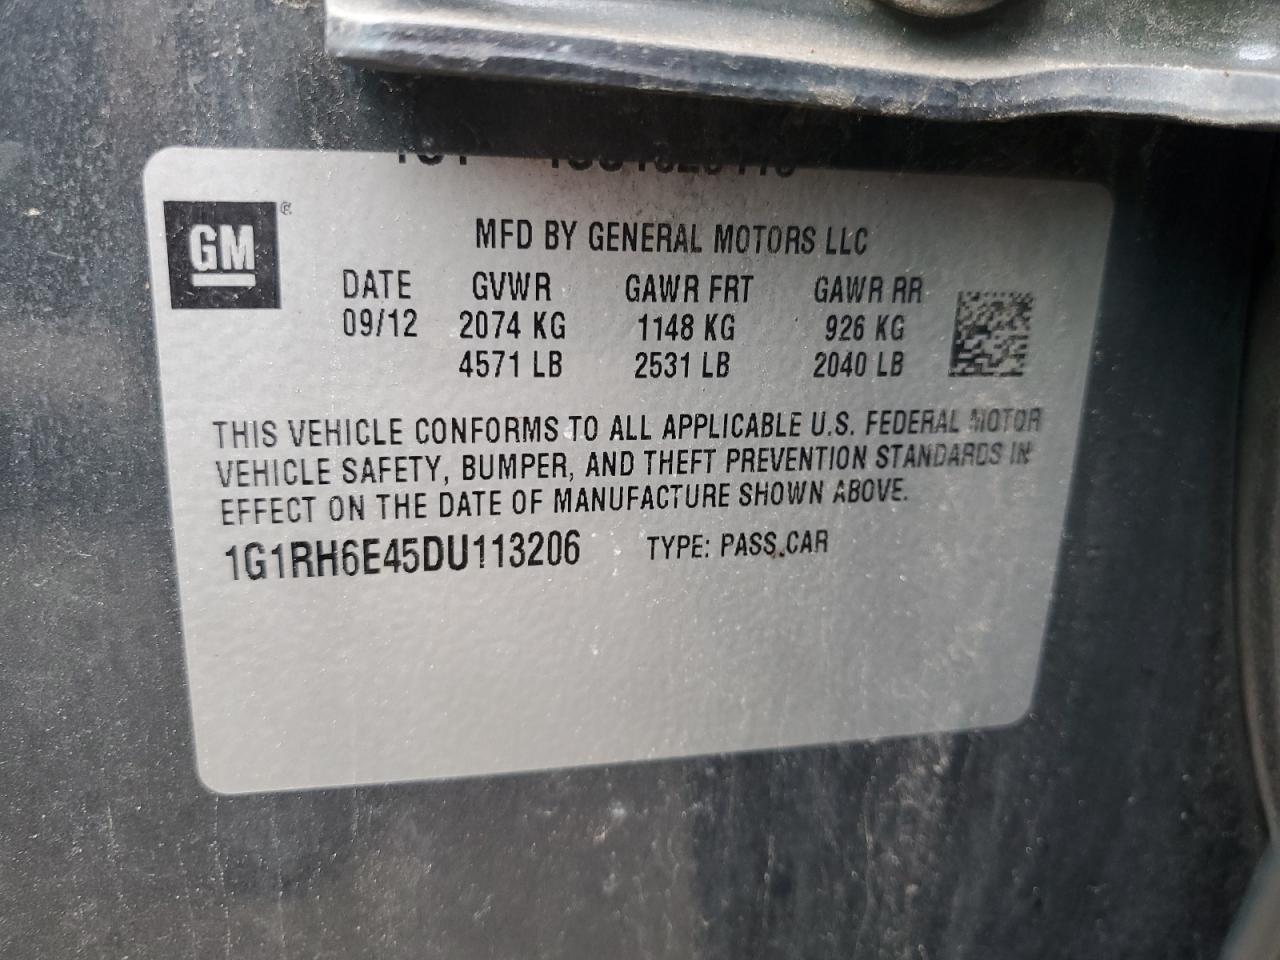 GM
MFD BY GENERAL MOTORS LLC
DATE GVWR GAWR FRT GAWR RR
09/12 2074 KG 1148 KG 926 KG
4571 LB 2531 LB 2040 LB
THIS VEHICLE CONFORMS TO ALL APPLICABLE U.S. FEDERAL MOTOR
VEHICLE SAFETY, BUMPER, AND THEFT PREVENTION STANDARDS IN
EFFECT ON THE DATE OF MANUFACTURE SHOWN ABOVE.
1G1RH6E45DU113206 TYPE: PASS.CAR